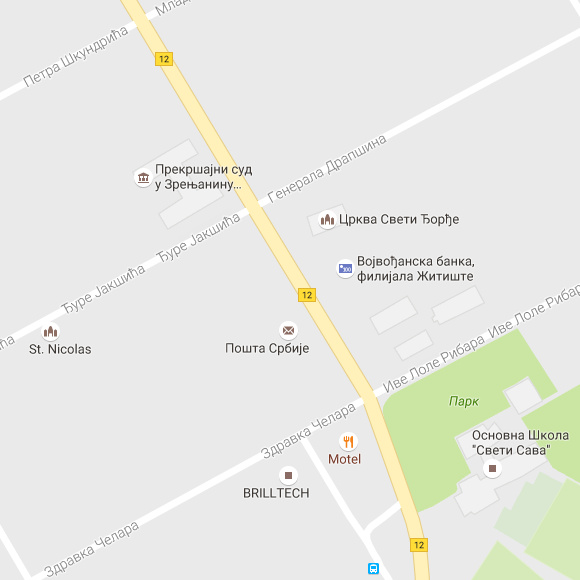 Петра Шкундрића
Млад
12
Генерала Драпшина
Прекршајни суд
у Зрењанину...
Ђуре Јакшића
Црква Свети Ђорђе
Војвођанска банка,
филијала Житиште
Ђуре Јакшића
12
Иве Лоле Рибара
Иве Лоле Рибара
St. Nicolas
Пошта Србије
Парк
Здравка Челара
Основна Школа
"Свети Сава"
Motel
BRILLTECH
12
Здравка Челара